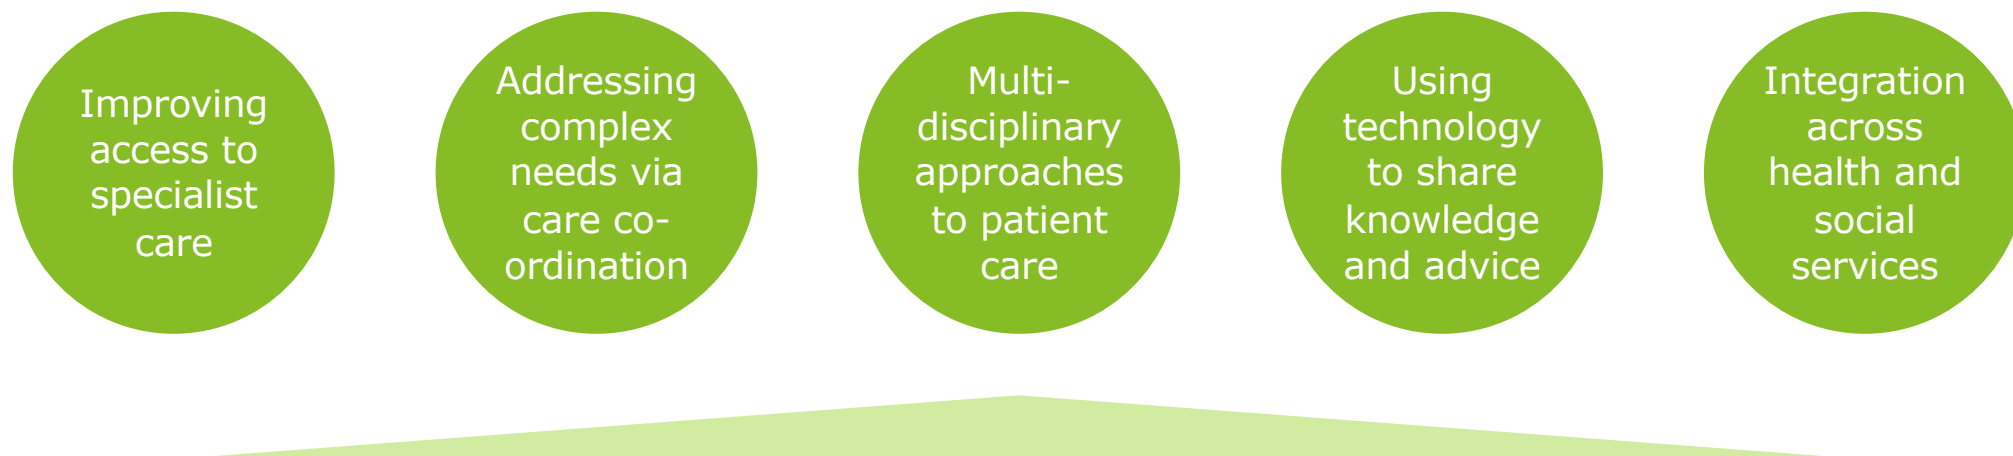 Improving
access to
specialist
care
Addressing
complex
needs via
care co-
ordination
Multi-
disciplinary
approaches
to patient
care
Using
technology
to share
knowledge
and advice
Integration
across
health and
social
services